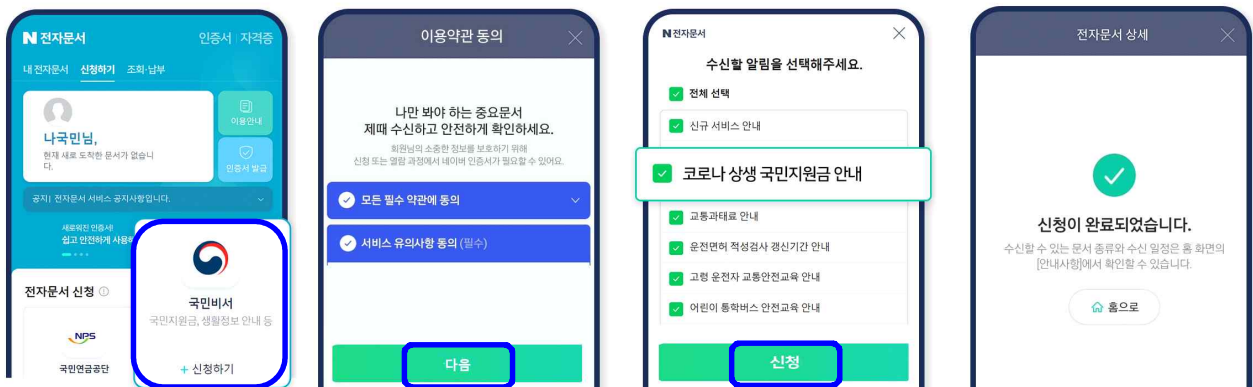 N 전자문서
인증서 | 자격증
내 전자문서 신청하기 조회·납부
나국민님,
현재 새로 도착한 문서가 없습니
다.
이용안내
인증서 발급
공지 | 전자문서 서비스 공지사항입니다.
새로워진 인증서!
쉽고 안전하게 사용하
전자문서 신청
NPS
국민연금공단
국민비서
국민지원금, 생활정보 안내 등
+ 신청하기
이용약관 동의
나만 봐야 하는 중요문서
제때 수신하고 안전하게 확인하세요.
회원님의 소중한 정보를 보호하기 위해
신청 또는 열람 과정에서 네이버 인증서가 필요할 수 있어요.
모든 필수 약관에 동의
서비스 유의사항 동의 (필수)
다음
N 전자문서
수신할 알림을 선택해주세요.
전체 선택
신규 서비스 안내
코로나 상생 국민지원금 안내
교통과태료 안내
운전면허 적성검사 갱신기간 안내
고령 운전자 교통안전교육 안내
어린이 통학버스 안전교육 안내
신청
전자문서 상세
신청이 완료되었습니다.
수신할 수 있는 문서 종류와 수신 일정은 홈 화면의
[안내사항]에서 확인할 수 있습니다.
홈으로